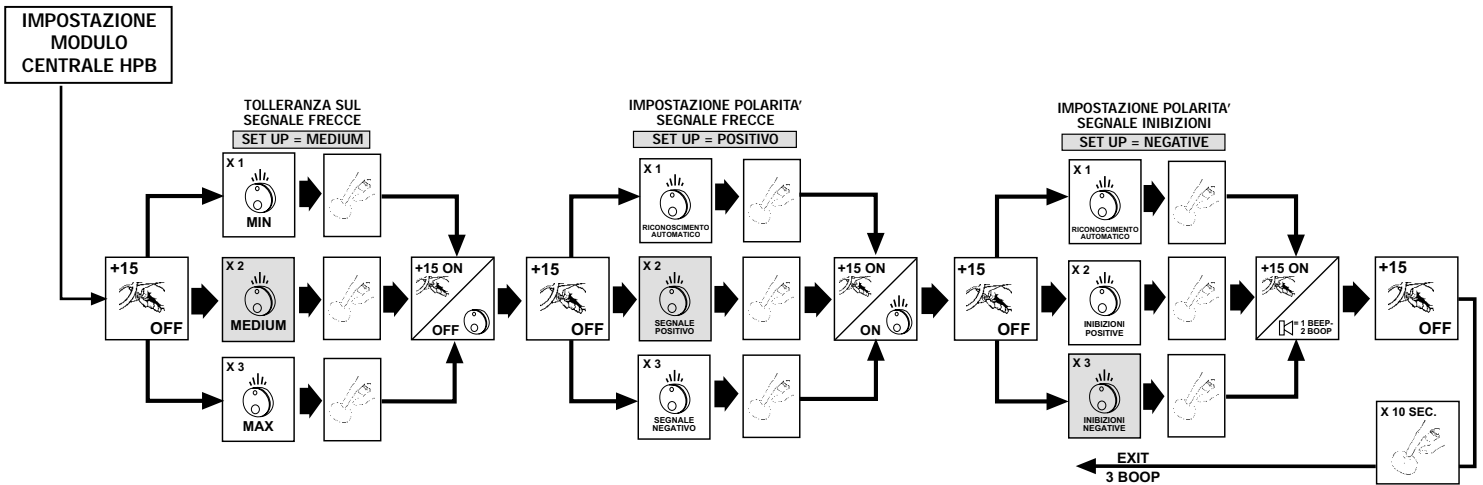 IMPOSTAZIONE
MODULO
CENTRALE HPB
TOLLERANZA SUL
SEGNALE FRECCE
SET UP = MEDIUM
X 1
MIN
+15
OFF
X 2
MEDIUM
X 3
MAX
+15 ON
OFF
IMPOSTAZIONE POLARITA'
SEGNALE FRECCE
SET UP = POSITIVO
X 1
RICONOSCIMENTO
AUTOMATICO
+15
OFF
X 2
SEGNALE
POSITIVO
X 3
SEGNALE
NEGATIVO
+15 ON
ON
IMPOSTAZIONE POLARITA'
SEGNALE INIBIZIONI
SET UP = NEGATIVE
X 1
RICONOSCIMENTO
AUTOMATICO
+15
OFF
X 2
INIBIZIONI
POSITIVE
X 3
INIBIZIONI
NEGATIVE
+15 ON
= 1 BEEP-
2 BOOP
+15
OFF
X 10 SEC.
EXIT
3 BOOP